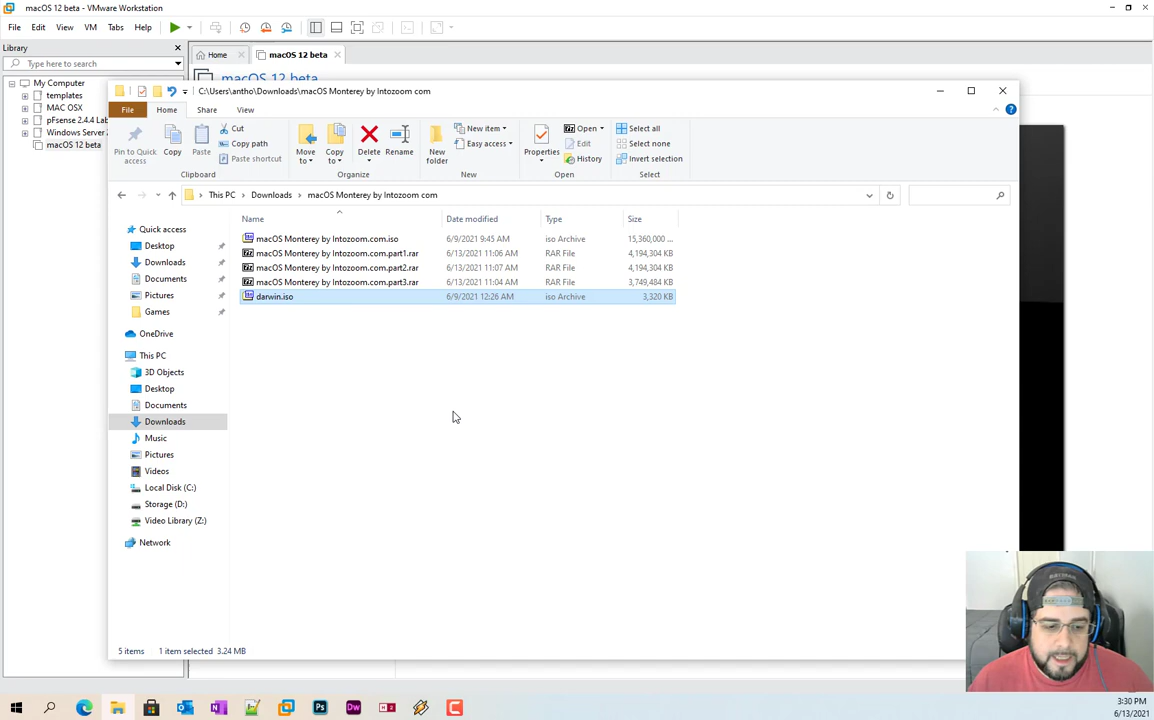 macOS 12 beta - VMware Workstation
File Edit View VM Tabs Help
Library
Type here to search
My Computer
templates
MAC OSX
pfSense 2.4.4 Lab
Windows Server 2
macOS 12 beta
Home
macOS 12 beta
macOS 12 beta
C:\Users\antho\Downloads\macOS Monterey by Intozoom com
File Home Share View
Pin to Quick access
Copy
Paste
Cut
Copy path
Paste shortcut
Clipboard
Move to
Copy to
Delete
Rename
Organize
New folder
New item
Easy access
New
Properties
Open
Edit
History
Open
Select all
Select none
Invert selection
Select
This PC > Downloads > macOS Monterey by Intozoom com
Name Date modified Type Size
macOS Monterey by Intozoom.com.iso 6/9/2021 9:45 AM iso Archive 15,360,000 ...
macOS Monterey by Intozoom.com.part1.rar 6/13/2021 11:06 AM RAR File 4,194,304 KB
macOS Monterey by Intozoom.com.part2.rar 6/13/2021 11:07 AM RAR File 4,194,304 KB
macOS Monterey by Intozoom.com.part3.rar 6/13/2021 11:04 AM RAR File 3,749,484 KB
darwin.iso 6/9/2021 12:26 AM iso Archive 3,320 KB
Quick access
Desktop
Downloads
Documents
Pictures
Games
OneDrive
This PC
3D Objects
Desktop
Documents
Downloads
Music
Pictures
Videos
Local Disk (C:)
Storage (D:)
Video Library (Z:)
Network
5 items 1 item selected 3.24 MB
3:30 PM
6/13/2021